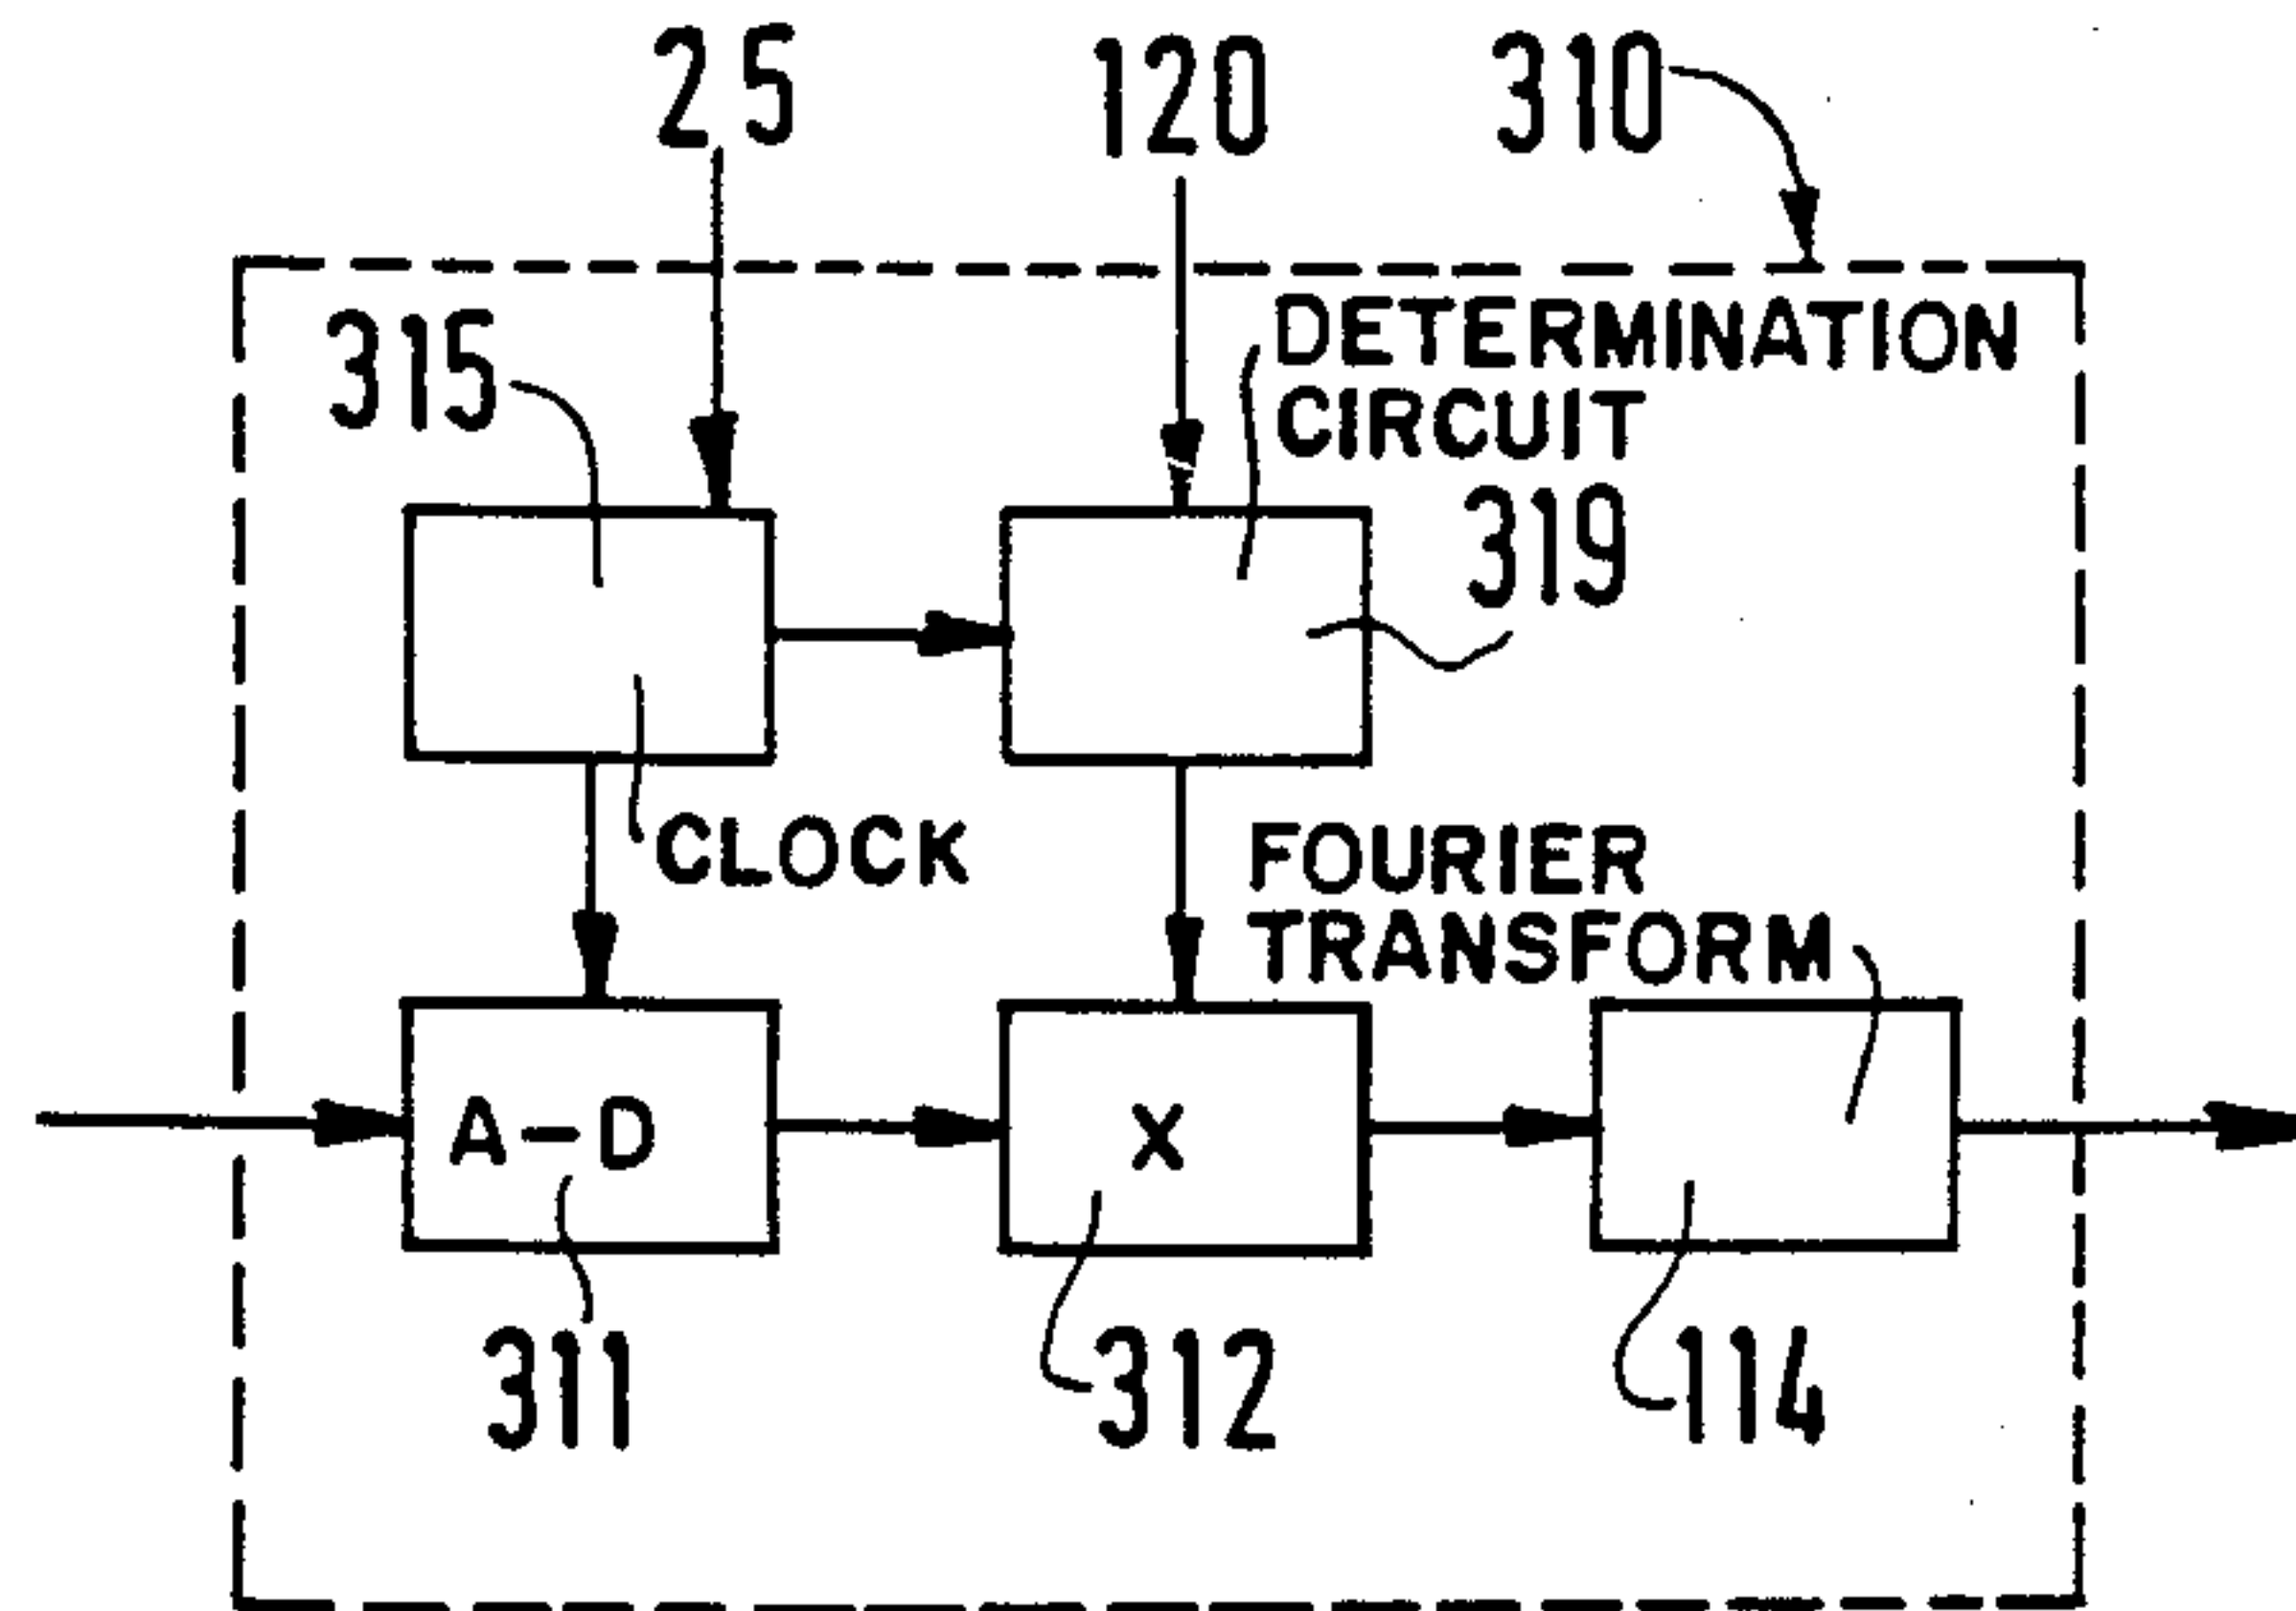 25
120
310
315
DETERMINATION
CIRCUIT
319
CLOCK
FOURIER
TRANSFORM
A-D
X
311
312
114